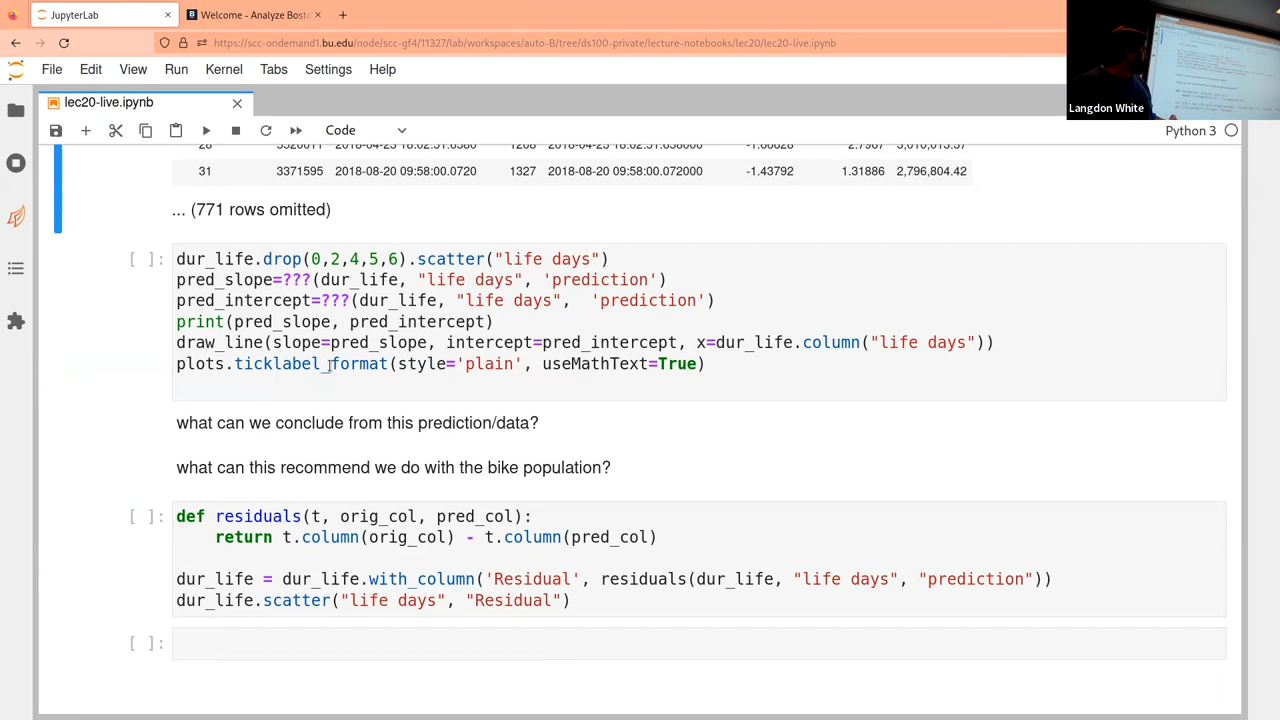 JupyterLab
Welcome - Analyze Bosto
https://scc-ondemand1.bu.edu/node/scc-gf4/11327/lab/workspaces/auto-B/tree/ds100-private/lecture-notebooks/lec20/lec20-live.ipynb
File Edit View Run Kernel Tabs Settings Help
Langdon White
lec20-live.ipynb
Code
Python 3
31 3371595 2018-08-20 09:58:00.0720 1327 2018-08-20 09:58:00.072000 -1.43792 1.31886 2,796,804.42
... (771 rows omitted)
[ ]: dur_life.drop(0,2,4,5,6).scatter("life days")
pred_slope=???(dur_life, "life days", 'prediction')
pred_intercept=???(dur_life, "life days",  'prediction')
print(pred_slope, pred_intercept)
draw_line(slope=pred_slope, intercept=pred_intercept, x=dur_life.column("life days"))
plots.ticklabel_format(style='plain', useMathText=True)
what can we conclude from this prediction/data?
what can this recommend we do with the bike population?
[ ]: def residuals(t, orig_col, pred_col):
return t.column(orig_col) - t.column(pred_col)
dur_life = dur_life.with_column('Residual', residuals(dur_life, "life days", "prediction"))
dur_life.scatter("life days", "Residual")
[ ]: